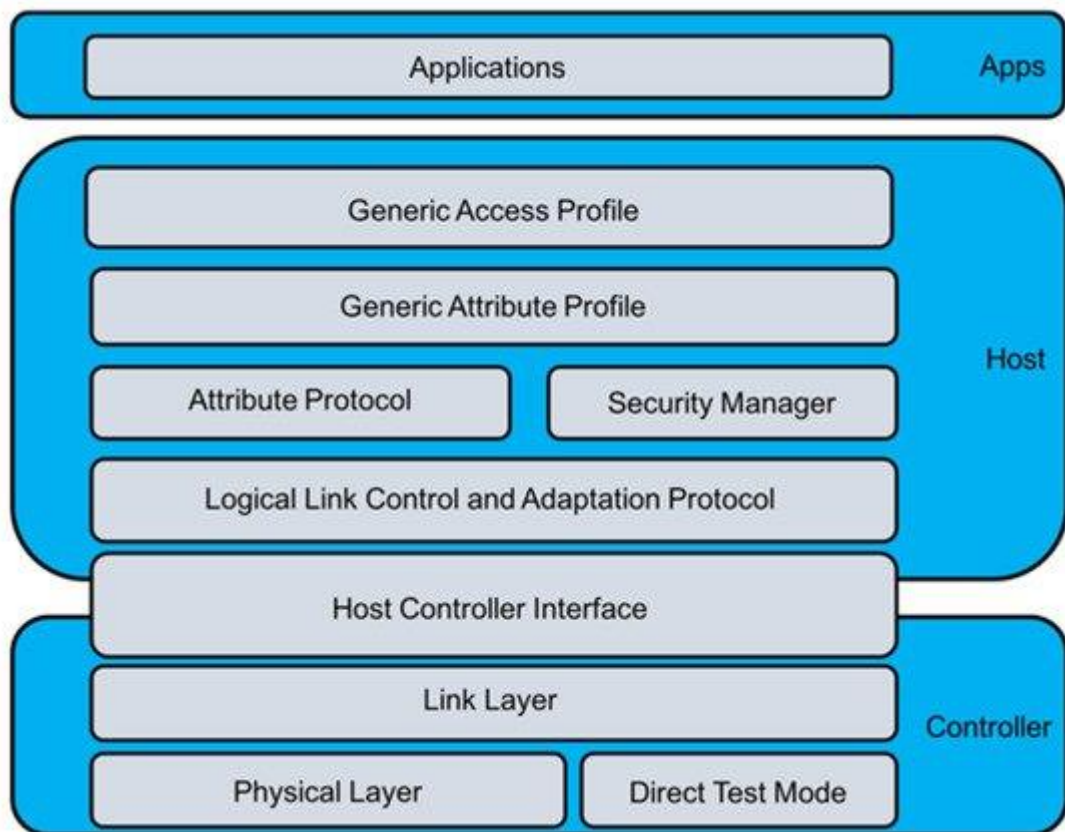 Applications
Apps
Generic Access Profile
Generic Attribute Profile
Host
Attribute Protocol
Security Manager
Logical Link Control and Adaptation Protocol
Host Controller Interface
Link Layer
Controller
Physical Layer
Direct Test Mode